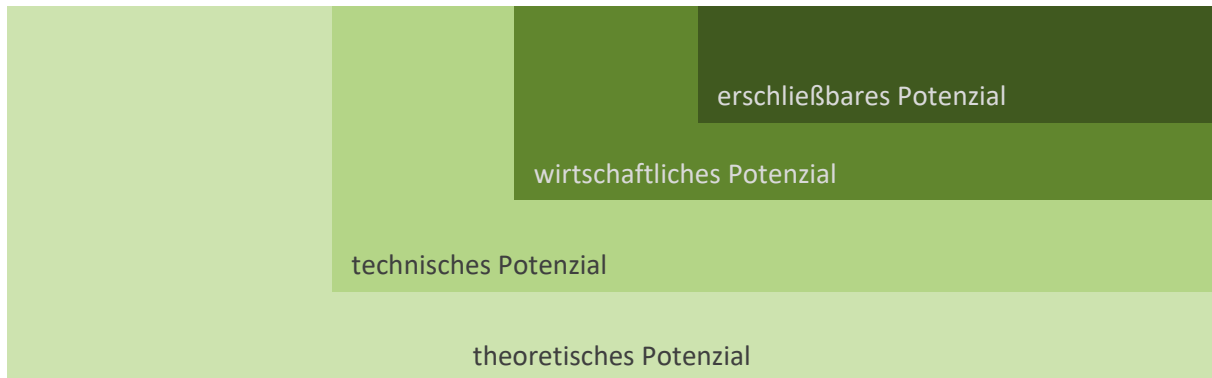 erschließbares Potenzial
wirtschaftliches Potenzial
technisches Potenzial
theoretisches Potenzial